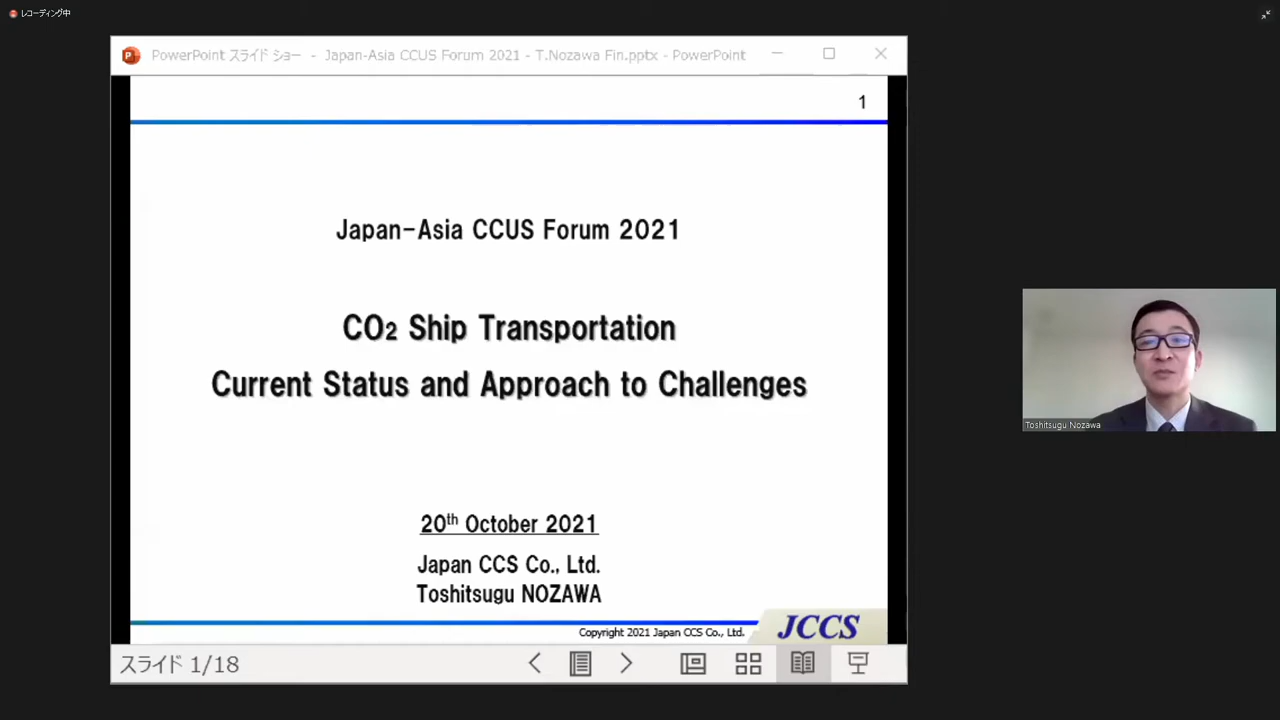 レコーディング中
PowerPoint スライド ショー - Japan-Asia CCUS Forum 2021 - T.Nozawa Fin.pptx - PowerPoint
1
Japan-Asia CCUS Forum 2021
CO2 Ship Transportation
Current Status and Approach to Challenges
20th October 2021
Japan CCS Co., Ltd.
Toshitsugu NOZAWA
Copyright 2021 Japan CCS Co., Ltd.
JCCS
スライド 1/18
Toshitsugu Nozawa